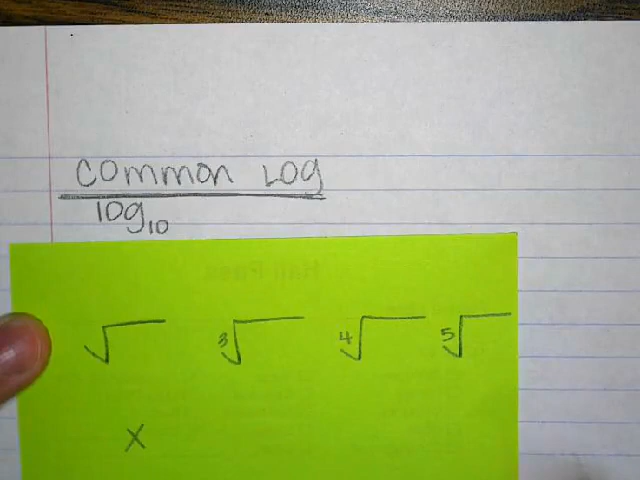 common Log
log₁₀
√ ∛ ∜ ⁵√
x